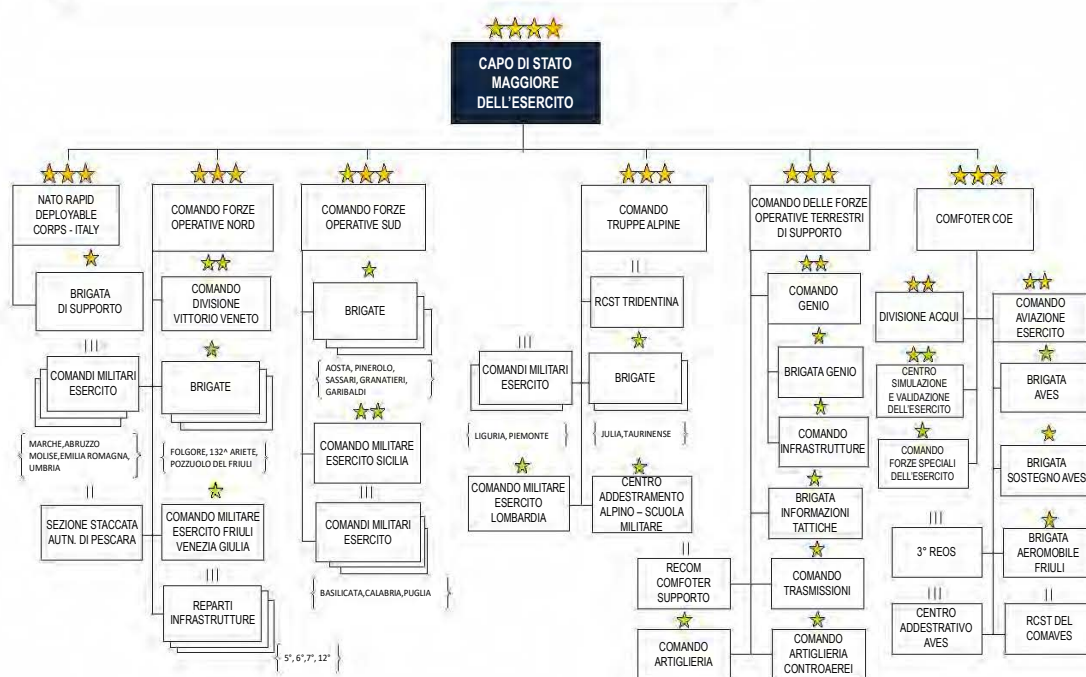 CAPO DI STATO
MAGGIORE
DELL'ESERCITO
NATO RAPID
DEPLOYABLE
CORPS - ITALY
BRIGATA
DI SUPPORTO
COMANDO FORZE
OPERATIVE NORD
COMANDO
DIVISIONE
VITTORIO VENETO
COMANDI MILITARI
ESERCITO
MARCHE,ABRUZZO
MOLISE,EMILIA ROMAGNA,
UMBRIA
SEZIONE STACCATA
AUTN. DI PESCARA
BRIGATE
FOLGORE, 132^ ARIETE,
POZZUOLO DEL FRIULI
COMANDO MILITARE
ESERCITO FRIULI
VENEZIA GIULIA
REPARTI
INFRASTRUTTURE
5°, 6°,7°, 12°
COMANDO FORZE
OPERATIVE SUD
BRIGATE
AOSTA, PINEROLO,
SASSARI, GRANATIERI,
GARIBALDI
COMANDO MILITARE
ESERCITO SICILIA
COMANDI MILITARI
ESERCITO
BASILICATA,CALABRIA,PUGLIA
COMANDO
TRUPPE ALPINE
RCST TRIDENTINA
COMANDI MILITARI
ESERCITO
LIGURIA, PIEMONTE
BRIGATE
JULIA,TAURINENSE
COMANDO MILITARE
ESERCITO
LOMBARDIA
CENTRO
ADDESTRAMENTO
ALPINO – SCUOLA
MILITARE
COMANDO DELLE FORZE
OPERATIVE TERRESTRI
DI SUPPORTO
COMANDO
GENIO
BRIGATA GENIO
COMANDO
INFRASTRUTTURE
BRIGATA
INFORMAZIONI
TATTICHE
RECOM
COMFOTER
SUPPORTO
COMANDO
TRASMISSIONI
COMANDO
ARTIGLIERIA
COMANDO
ARTIGLIERIA
CONTROAEREI
COMFOTER COE
DIVISIONE ACQUI
COMANDO
AVIAZIONE
ESERCITO
CENTRO
SIMULAZIONE
E VALIDAZIONE
DELL'ESERCITO
BRIGATA
AVES
COMANDO
FORZE SPECIALI
DELL'ESERCITO
BRIGATA
SOSTEGNO AVES
3° REOS
BRIGATA
AEROMOBILE
FRIULI
CENTRO
ADDESTRATIVO
AVES
RCST DEL
COMAVES